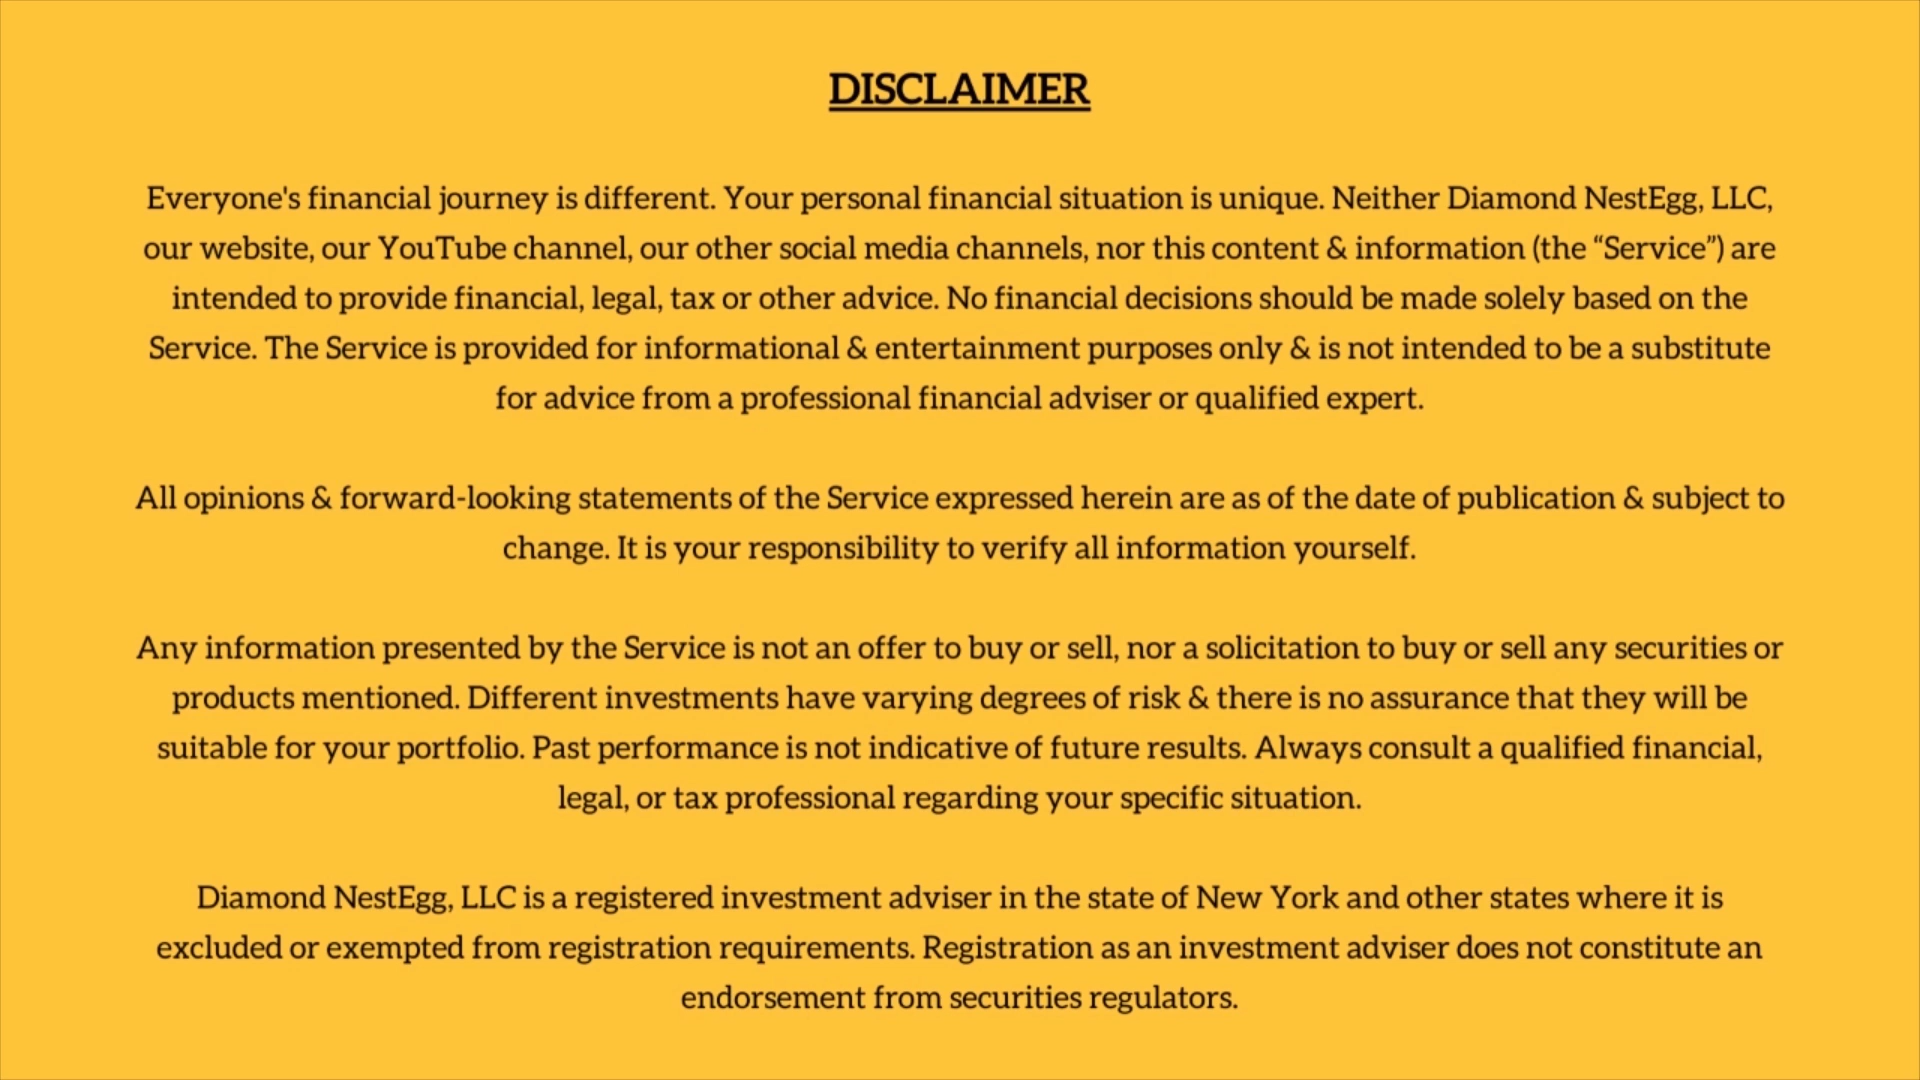 DISCLAIMER
Everyone's financial journey is different. Your personal financial situation is unique. Neither Diamond NestEgg, LLC,
our website, our YouTube channel, our other social media channels, nor this content & information (the “Service”) are
intended to provide financial, legal, tax or other advice. No financial decisions should be made solely based on the
Service. The Service is provided for informational & entertainment purposes only & is not intended to be a substitute
for advice from a professional financial adviser or qualified expert.
All opinions & forward-looking statements of the Service expressed herein are as of the date of publication & subject to
change. It is your responsibility to verify all information yourself.
Any information presented by the Service is not an offer to buy or sell, nor a solicitation to buy or sell any securities or
products mentioned. Different investments have varying degrees of risk & there is no assurance that they will be
suitable for your portfolio. Past performance is not indicative of future results. Always consult a qualified financial,
legal, or tax professional regarding your specific situation.
Diamond NestEgg, LLC is a registered investment adviser in the state of New York and other states where it is
excluded or exempted from registration requirements. Registration as an investment adviser does not constitute an
endorsement from securities regulators.